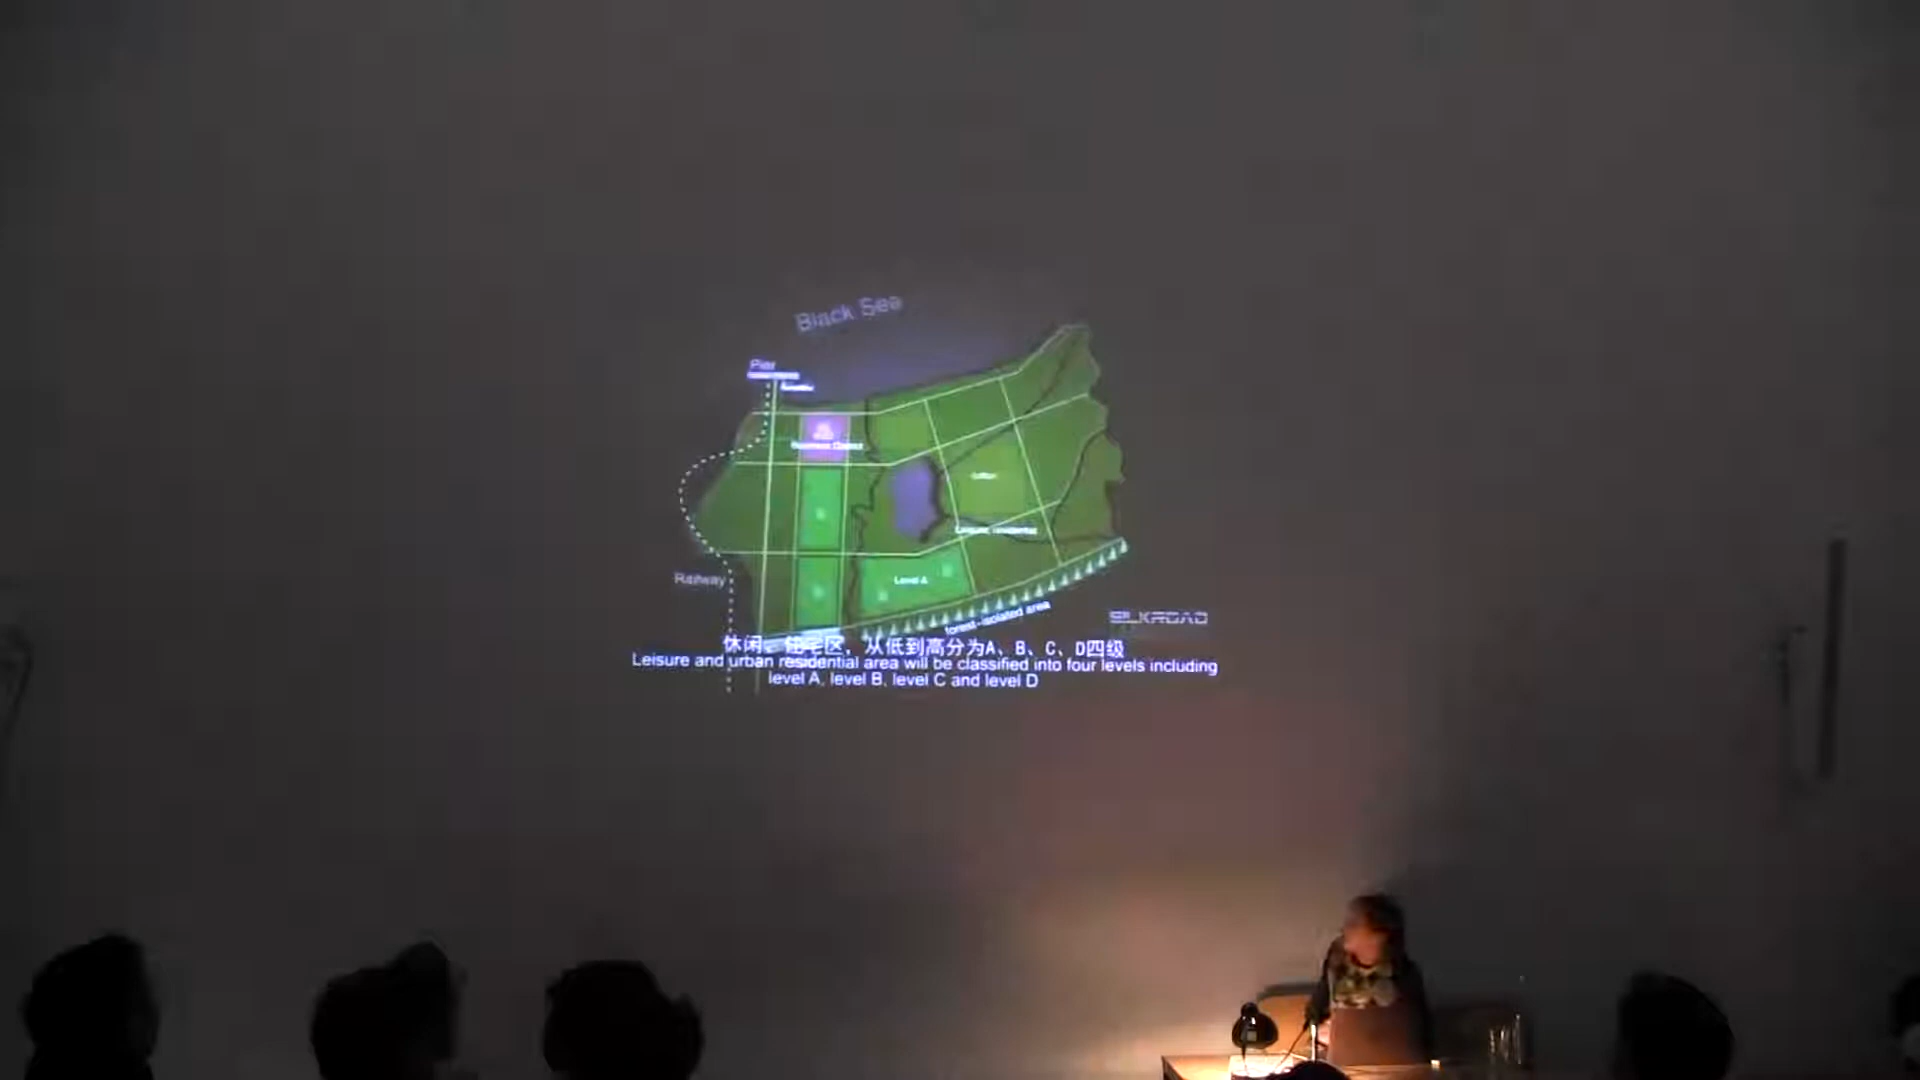 Black Sea
Pier
Business District
Leisure residential
Railway
Level A
forest-isolated area
SILKROAD
休闲、住宅区，从低到高分为A、B、C、D四级
Leisure and urban residential area will be classified into four levels including
level A, level B, level C and level D